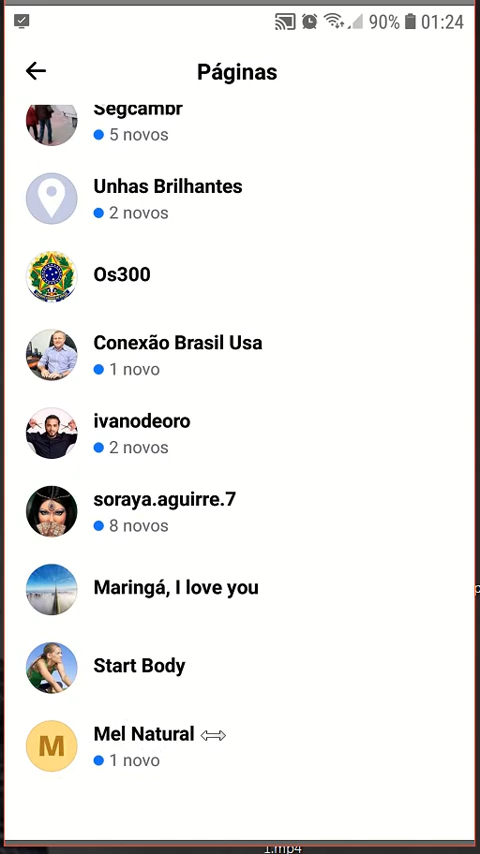 90% 01:24
Páginas
Segcambr
5 novos
Unhas Brilhantes
2 novos
Os300
Conexão Brasil Usa
1 novo
ivanodeoro
2 novos
soraya.aguirre.7
8 novos
Maringá, I love you
Start Body
M
Mel Natural
1 novo
1.mp4